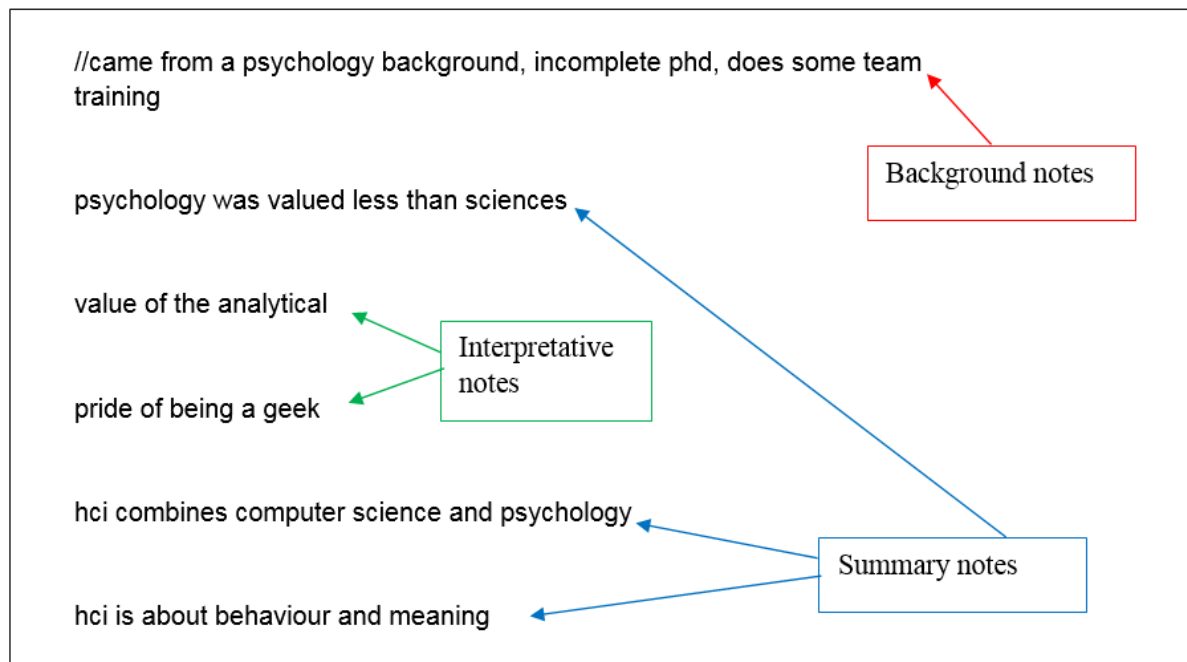 //came from a psychology background, incomplete phd, does some team
training
Background notes
psychology was valued less than sciences
value of the analytical
Interpretative
notes
pride of being a geek
hci combines computer science and psychology
Summary notes
hci is about behaviour and meaning